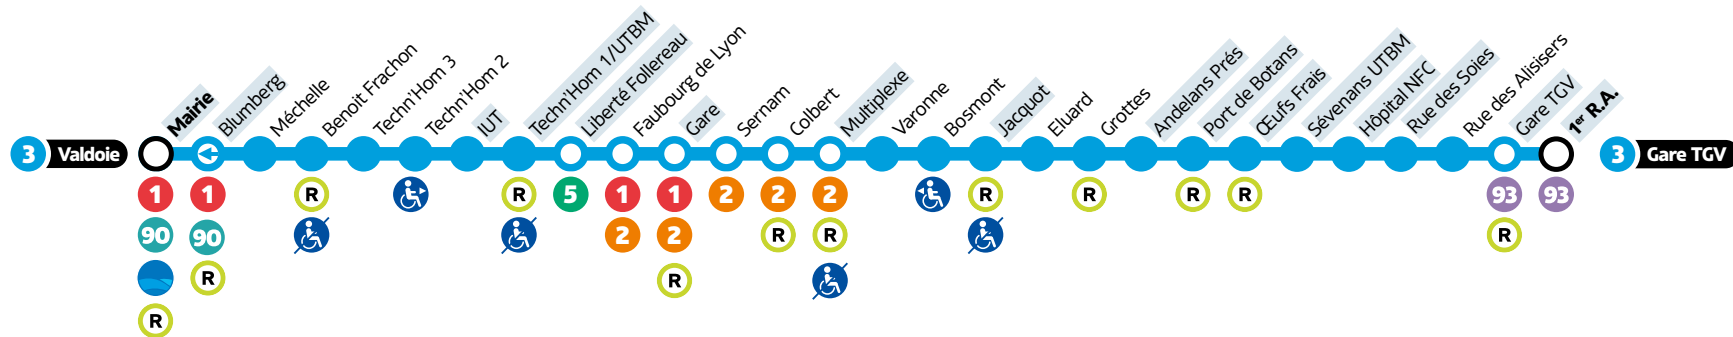 3 Valdoie
Mairie
Blumberg
Méchelle
Benoit Frachon
Techn'Hom 3
Techn'Hom 2
IUT
Techn'Hom 1/UTBM
Liberté Follereau
Faubourg de Lyon
Gare
Sernam
Colbert
Multiplexe
Varonne
Bosmont
Jacquot
Eluard
Grottes
Andelans Prés
Port de Botans
Œufs Frais
Sévenans UTBM
Hôpital NFC
Rue des Soies
Rue des Alisisers
Gare TGV
1er R.A.
3 Gare TGV
1 1 R R 5 1 1 2 2 2 R R R R 93 93
90 90 2 2 R R R
R R
R